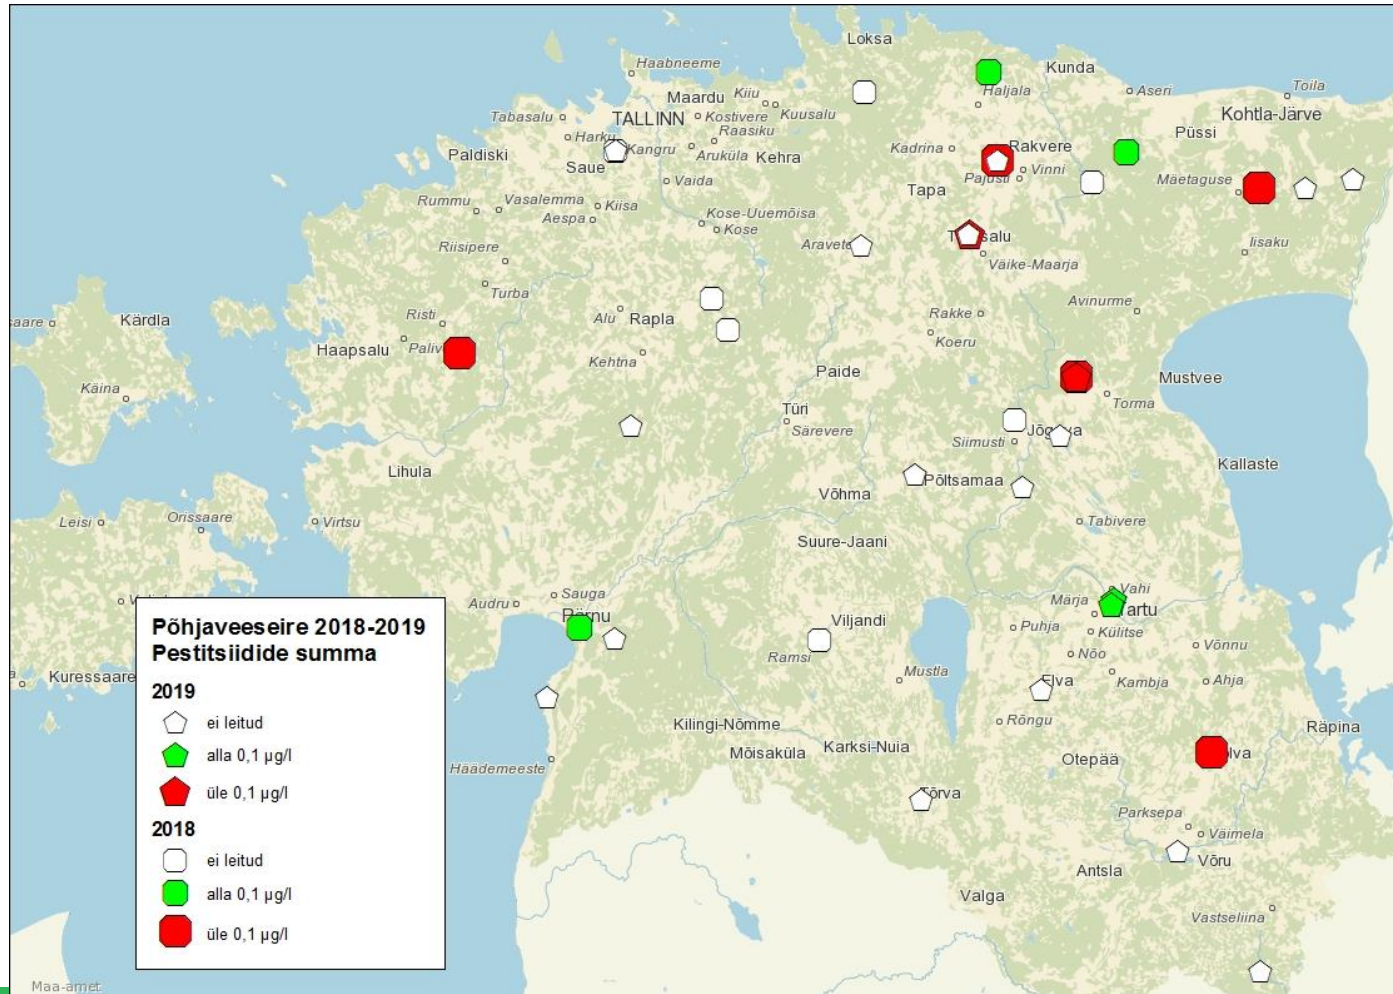 Loksa
Haabneeme
Kunda
Toila
Maardu
Kiiu
Haljala
Aseri
Tabasalu
TALLINN
Kostivere
Kuusalu
Kohtla-Järve
Harku
Raasiku
Püssi
Kangru
Aruküla
Kehra
Kadrina
Rakvere
Paldiski
Saue
Vaida
Tapa
Pajusti
Vinni
Mäetaguse
Rummu
Vasalemma
Kiisa
Aespa
Kose-Uuemõisa
Kose
Aravete
Riisipere
Väike-Maarja
Iisaku
Turba
Avinurme
Kärdla
Risti
Alu
Rapla
Rakke
Koeru
Haapsalu
Kehtna
Paide
Mustvee
Käina
Torma
Türi
Särevere
Siimusti
Lihula
Põltsamaa
Kallaste
Võhma
Leisi
Orissaare
Virtsu
Tabivere
Suure-Jaani
Sauga
Vahi
Audru
Pärnu
Märja
Tartu
Viljandi
Puhja
Külitse
Ramsi
Nõo
Võnnu
Kuressaare
Mustla
Elva
Kambja
Ahja
Kilingi-Nõmme
Rõngu
Räpina
Mõisaküla
Karksi-Nuia
Häädemeeste
Otepää
Tõrva
Parksepa
Väimela
Võru
Antsla
Valga
Vastseliina
Põhjaveeseire 2018-2019
Pestitsiidide summa
2019
ei leitud
alla 0,1 µg/l
üle 0,1 µg/l
2018
ei leitud
alla 0,1 µg/l
üle 0,1 µg/l
Maa-amet